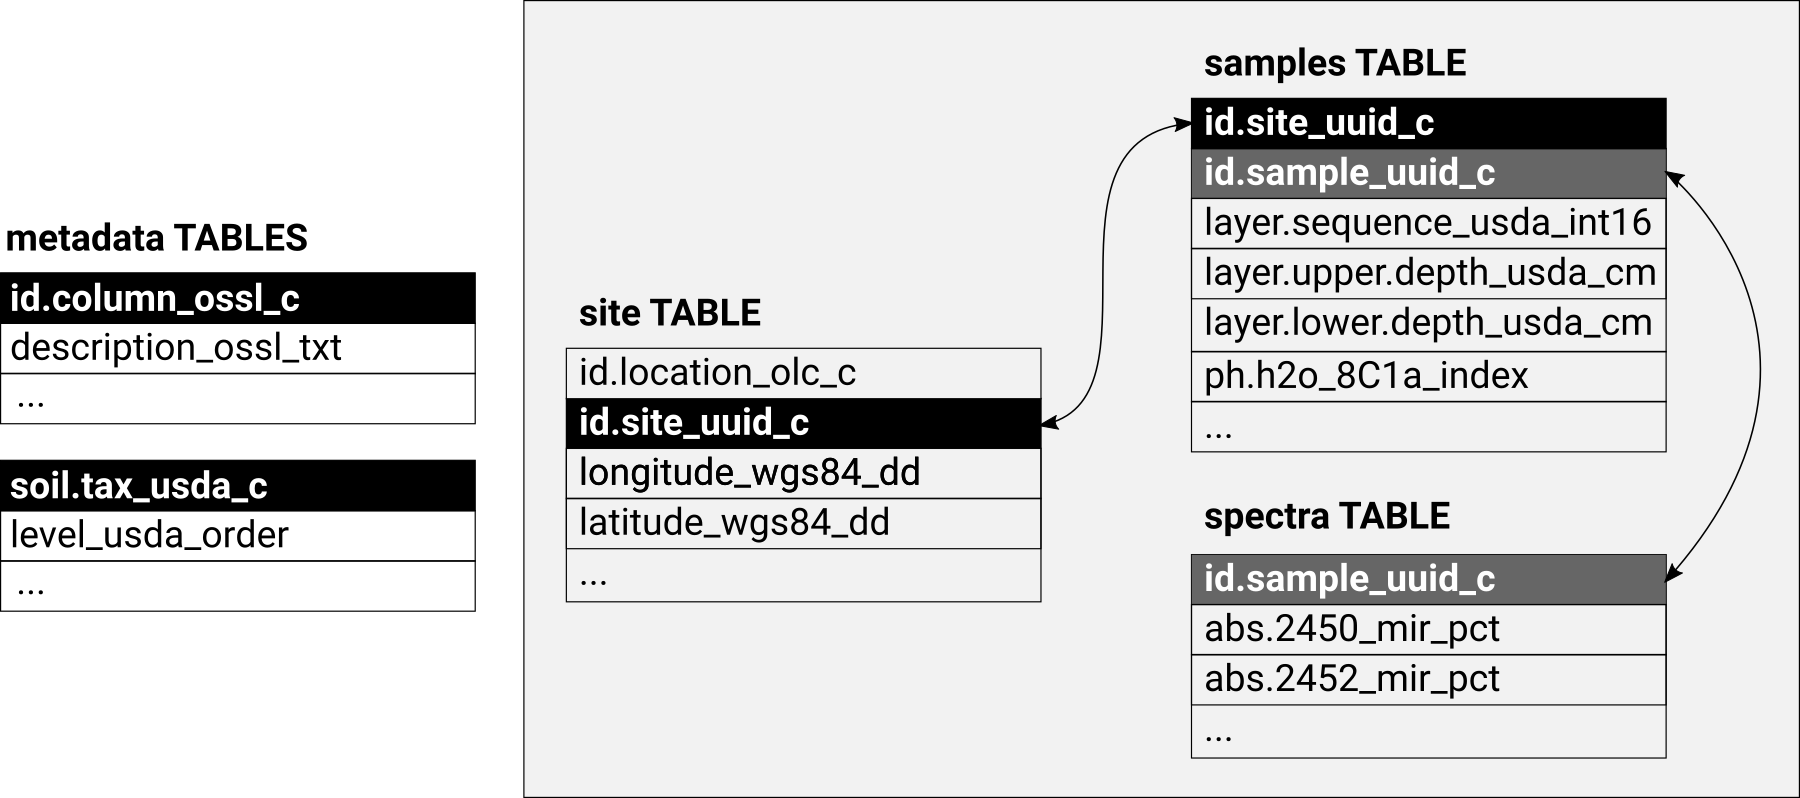 metadata TABLES
id.column_ossl_c
description_ossl_txt
...
soil.tax_usda_c
level_usda_order
...
site TABLE
id.location_olc_c
id.site_uuid_c
longitude_wgs84_dd
latitude_wgs84_dd
...
samples TABLE
id.site_uuid_c
id.sample_uuid_c
layer.sequence_usda_int16
layer.upper.depth_usda_cm
layer.lower.depth_usda_cm
ph.h2o_8C1a_index
...
spectra TABLE
id.sample_uuid_c
abs.2450_mir_pct
abs.2452_mir_pct
...